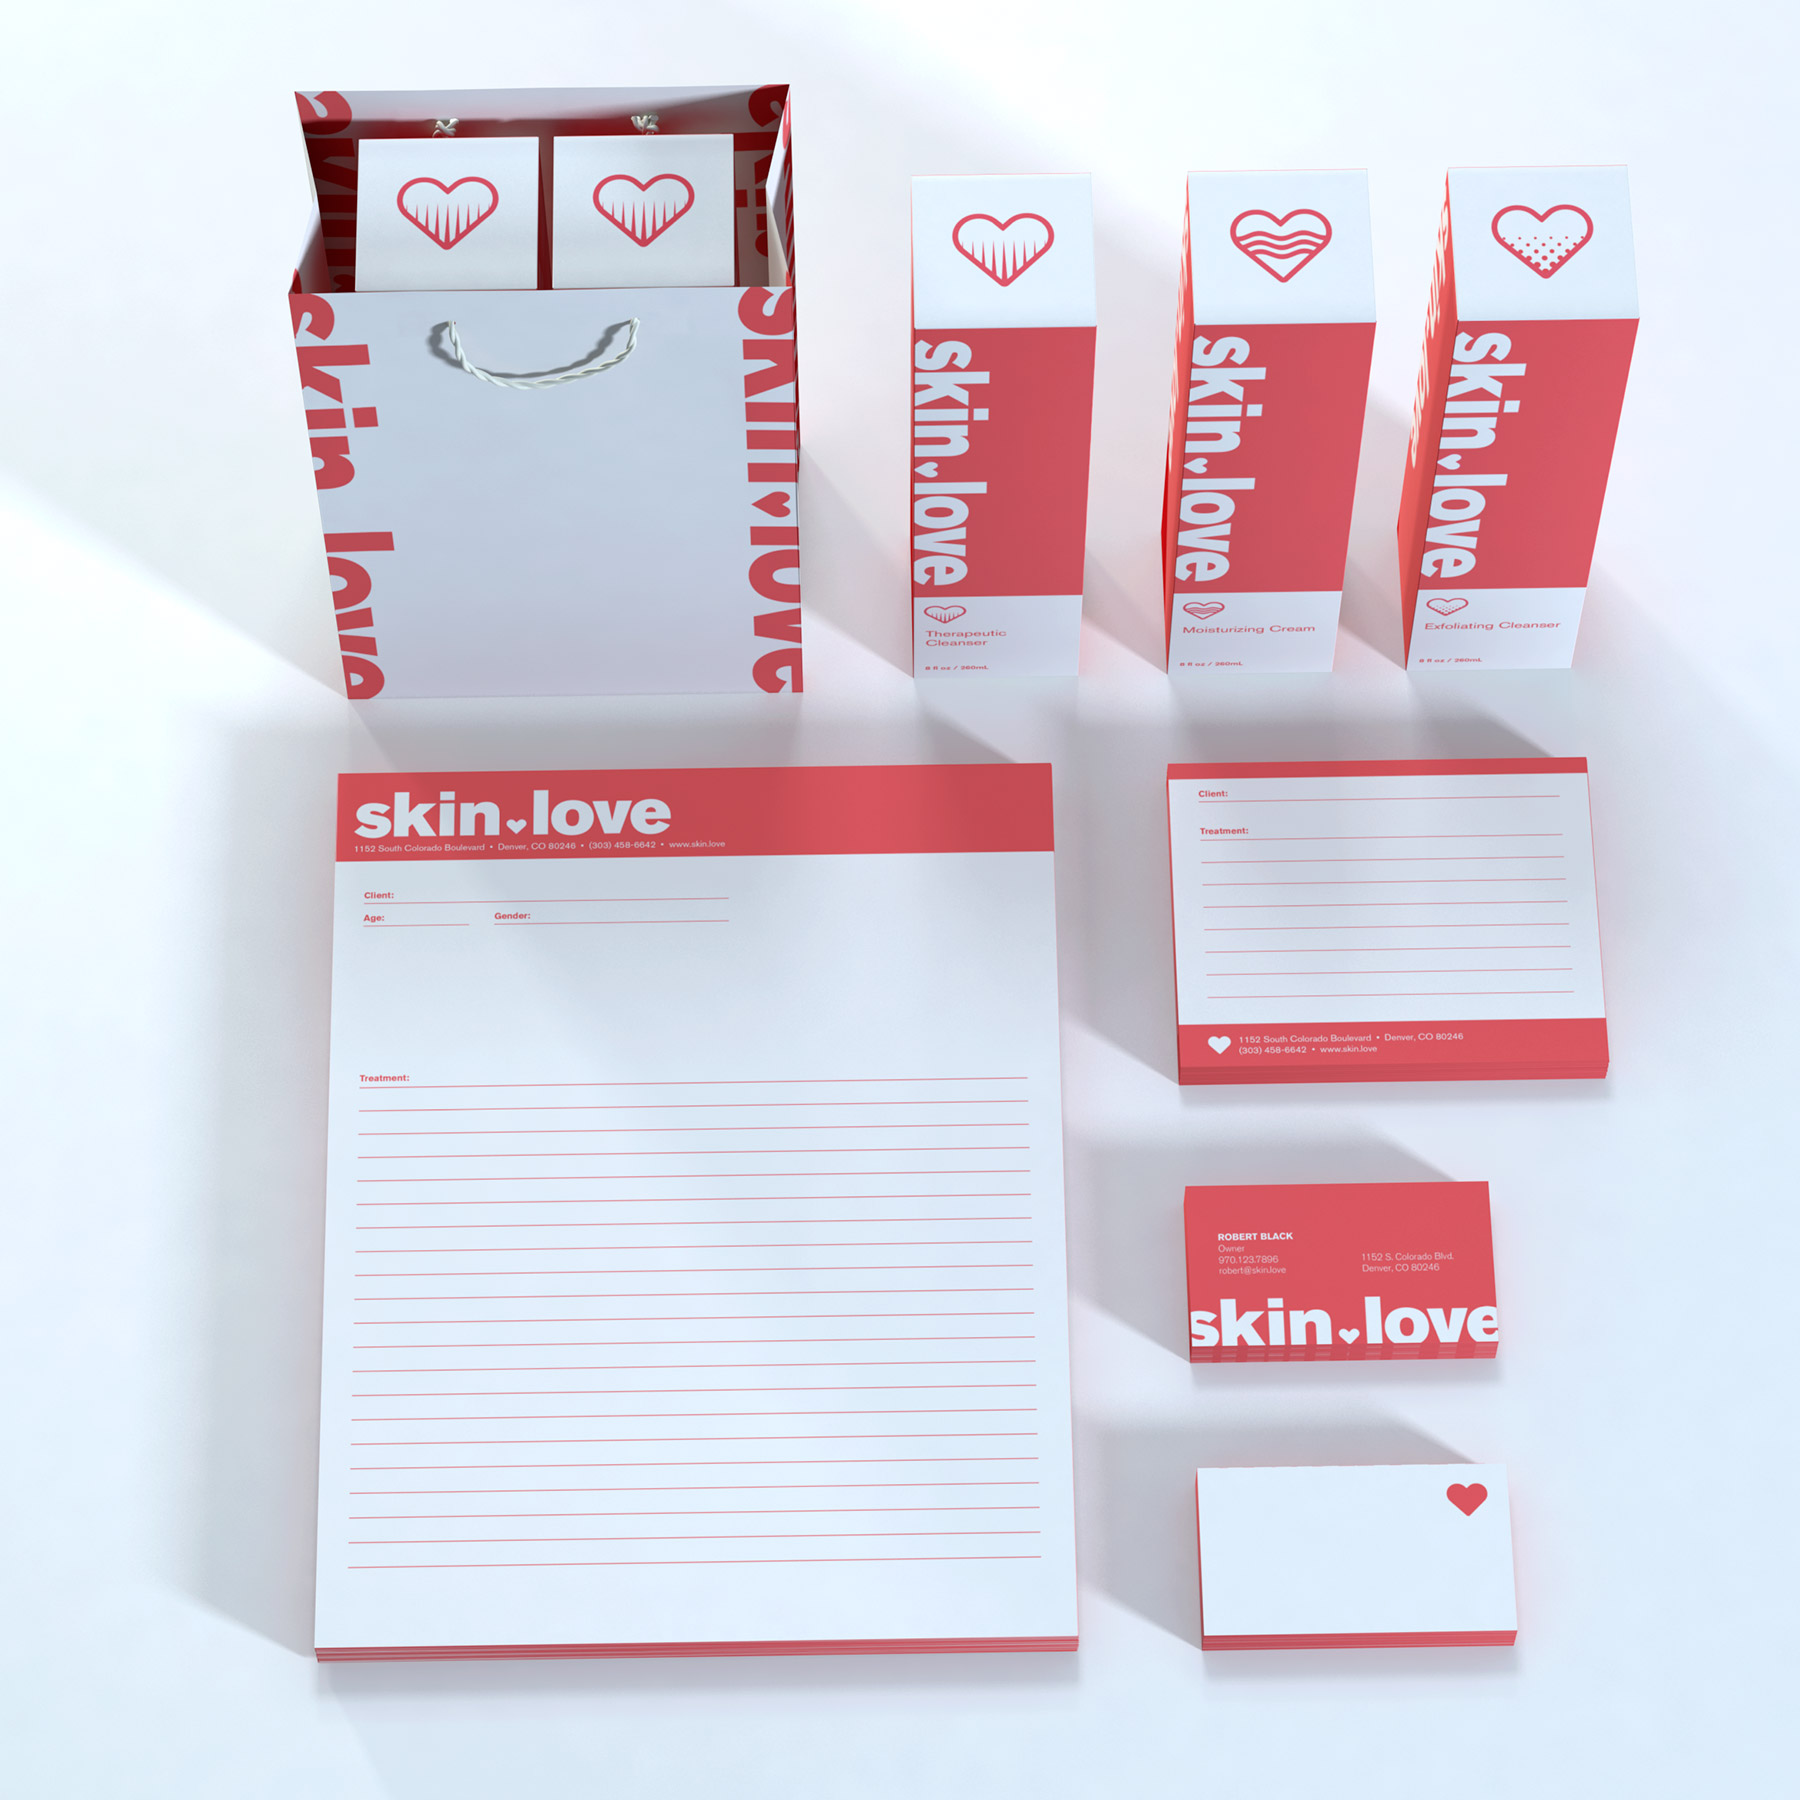 skin love
skin♥love
skin♥love
Therapeutic
Cleanser
8 fl oz / 260mL
skin♥love
Moisturizing Cream
8 fl oz / 260mL
skin♥love
Exfoliating Cleanser
8 fl oz / 260mL
skin♥love
1152 South Colorado Boulevard • Denver, CO 80246 • (303) 458-6642 • www.skin.love
Client:
Age: Gender:
Treatment:
Client:
Treatment:
1152 South Colorado Boulevard • Denver, CO 80246
(303) 458-6642 • www.skin.love
ROBERT BLACK
Owner
970.123.7896
robert@skin.love
1152 S. Colorado Blvd.
Denver, CO 80246
skin♥love